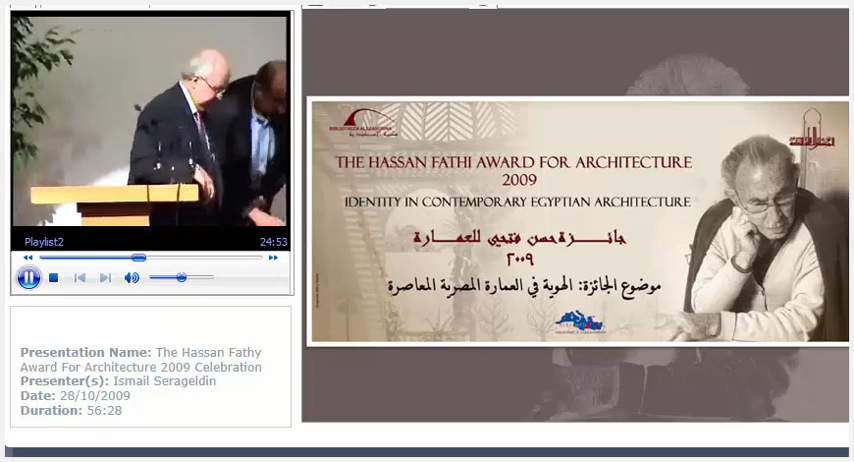 Playlist2
24:53
Presentation Name: The Hassan Fathy
Award For Architecture 2009 Celebration
Presenter(s): Ismail Serageldin
Date: 28/10/2009
Duration: 56:28
BIBLIOTHECA ALEXANDRINA
THE HASSAN FATHI AWARD FOR ARCHITECTURE
2009
IDENTITY IN CONTEMPORARY EGYPTIAN ARCHITECTURE
جائزة حسن فتحي للعمارة
٢٠٠٩
موضوع الجائزة: الهوية في العمارة المصرية المعاصرة